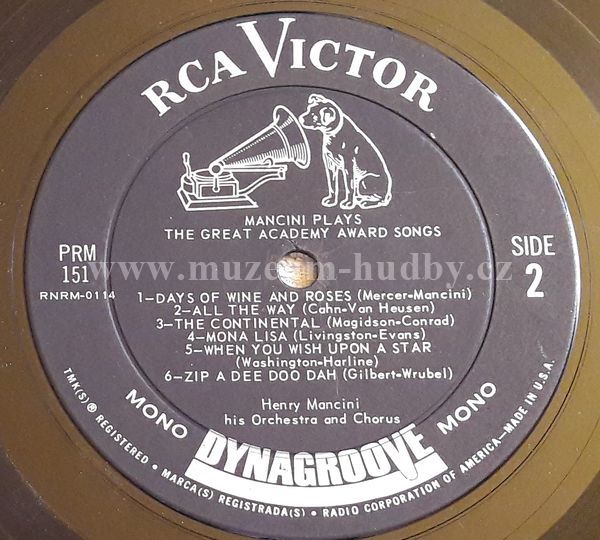 RCA VICTOR
MANCINI PLAYS
THE GREAT ACADEMY AWARD SONGS
PRM
151
RNRM-0114
SIDE
2
www.muzeum-hudby.cz
1-DAYS OF WINE AND ROSES (Mercer-Mancini)
2-ALL THE WAY (Cahn-Van Heusen)
3-THE CONTINENTAL (Magidson-Conrad)
4-MONA LISA (Livingston-Evans)
5-WHEN YOU WISH UPON A STAR
(Washington-Harline)
6-ZIP A DEE DOO DAH (Gilbert-Wrubel)
Henry Mancini
his Orchestra and Chorus
MONO DYNAGROOVE MONO
TMK(S) ® REGISTERED. • MARCA(S) REGISTRADA(S) • RADIO CORPORATION OF AMERICA—MADE IN U.S.A.